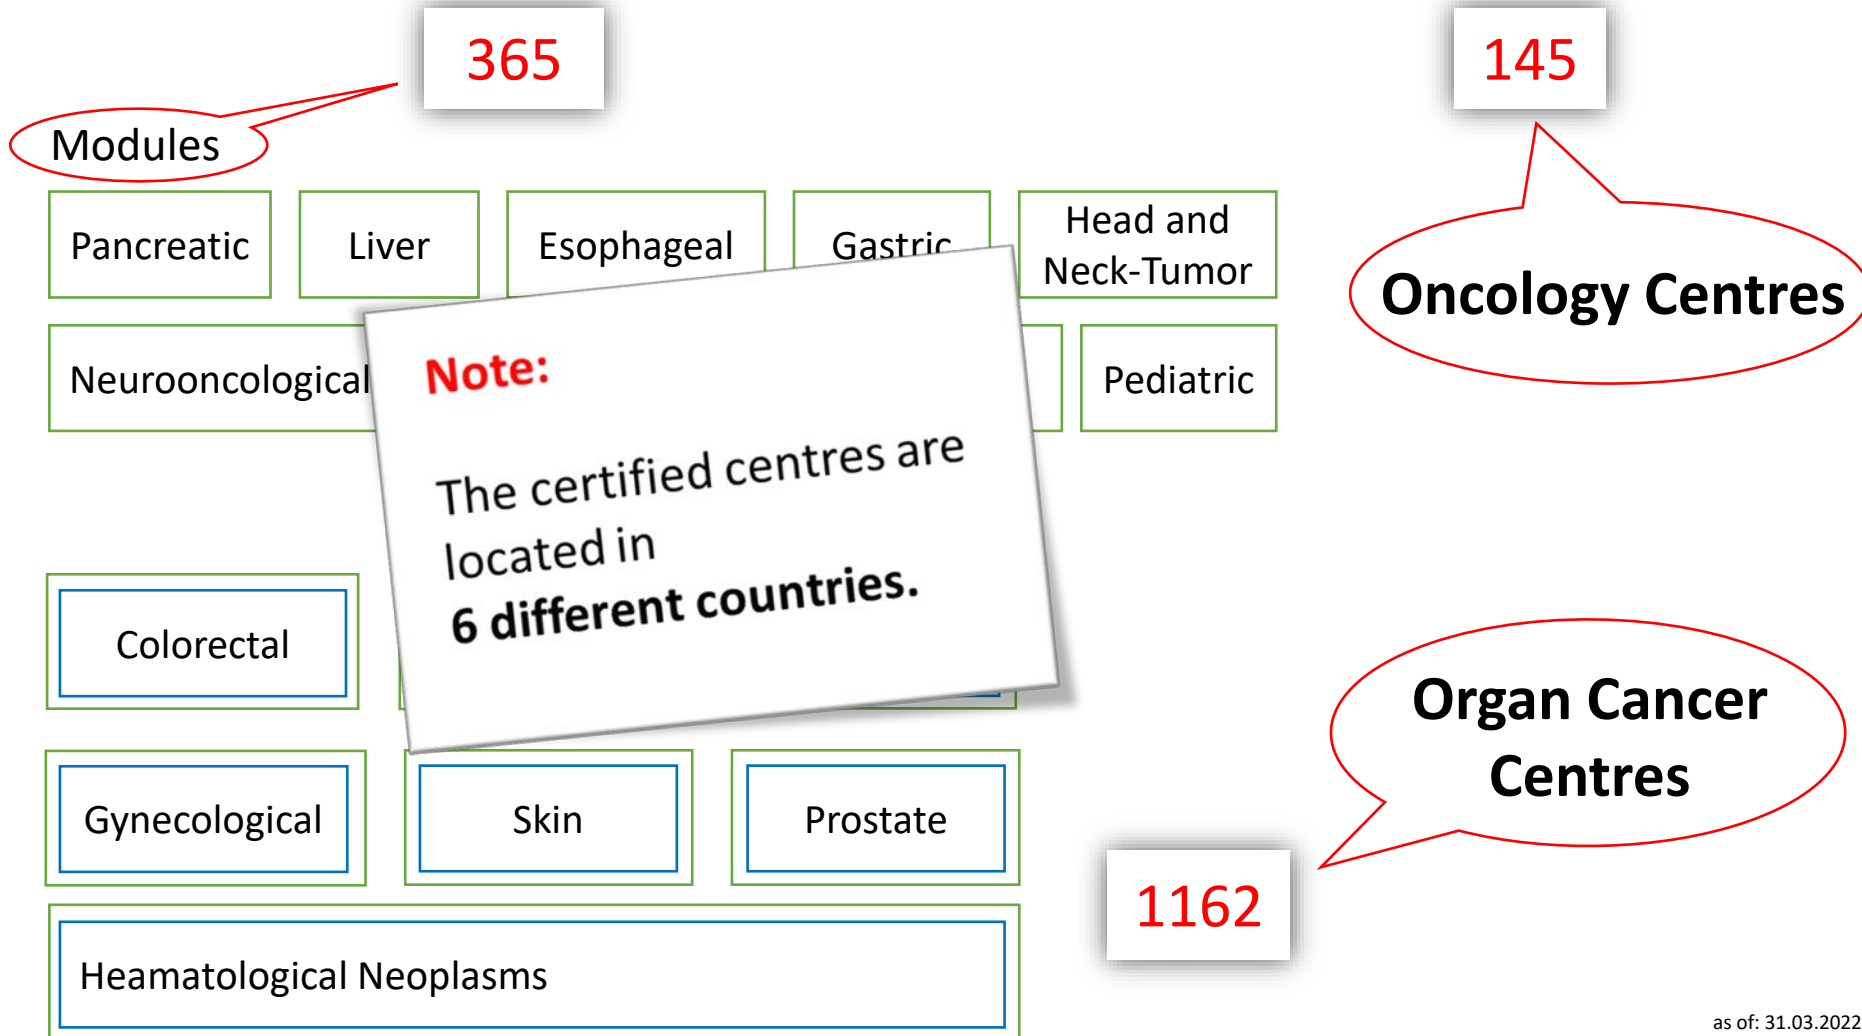 365
145
Modules
Pancreatic
Liver
Esophageal
Gastric
Head and
Neck-Tumor
Oncology Centres
Neurooncological
Pediatric
Note:
The certified centres are
located in
6 different countries.
Colorectal
Organ Cancer
Centres
Gynecological
Skin
Prostate
1162
Heamatological Neoplasms
as of: 31.03.2022